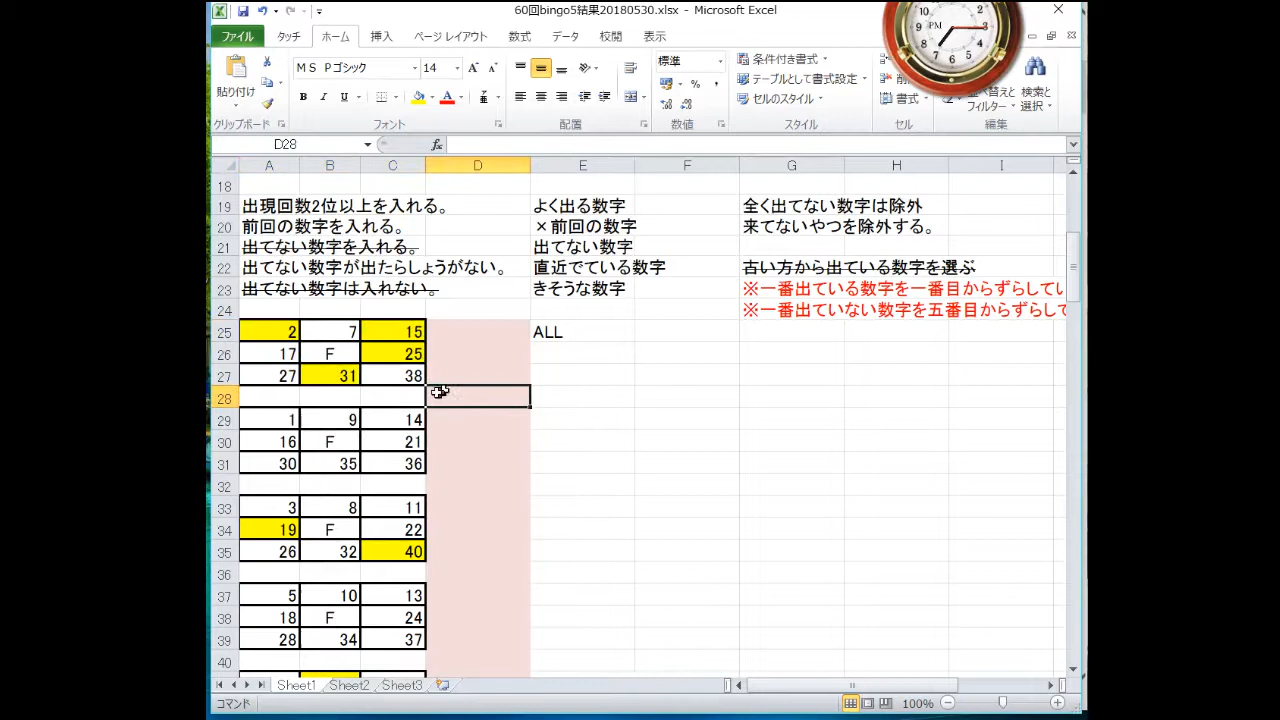 60回bingo5結果20180530.xlsx - Microsoft Excel
ファイル タッチ ホーム 挿入 ページ レイアウト 数式 データ 校閲 表示
貼り付け
ＭＳ Ｐゴシック 14
B I U A
標準
% ,
条件付き書式
テーブルとして書式設定
セルのスタイル
書式
並べ替えと フィルター
検索と 選択
クリップボード フォント 配置 数値 スタイル セル 編集
10 9 8 7 6 5 4 3 PM
D28 fx
A B C D E F G H I
18
19 出現回数2位以上を入れる。 よく出る数字 全く出てない数字は除外
20 前回の数字を入れる。 ×前回の数字 来てないやつを除外する。
21 出てない数字を入れる。 出てない数字
22 出てない数字が出たらしょうがない。 直近でている数字 古い方から出ている数字を選ぶ
23 出てない数字は入れない。 きそうな数字 ※一番出ている数字を一番目からずらしてい
24 ※一番出ていない数字を五番目からずらして
25 2 7 15 ALL
26 17 F 25
27 27 31 38
28
29 1 9 14
30 16 F 21
31 30 35 36
32
33 3 8 11
34 19 F 22
35 26 32 40
36
37 5 10 13
38 18 F 24
39 28 34 37
40
Sheet1 Sheet2 Sheet3
コマンド 100%